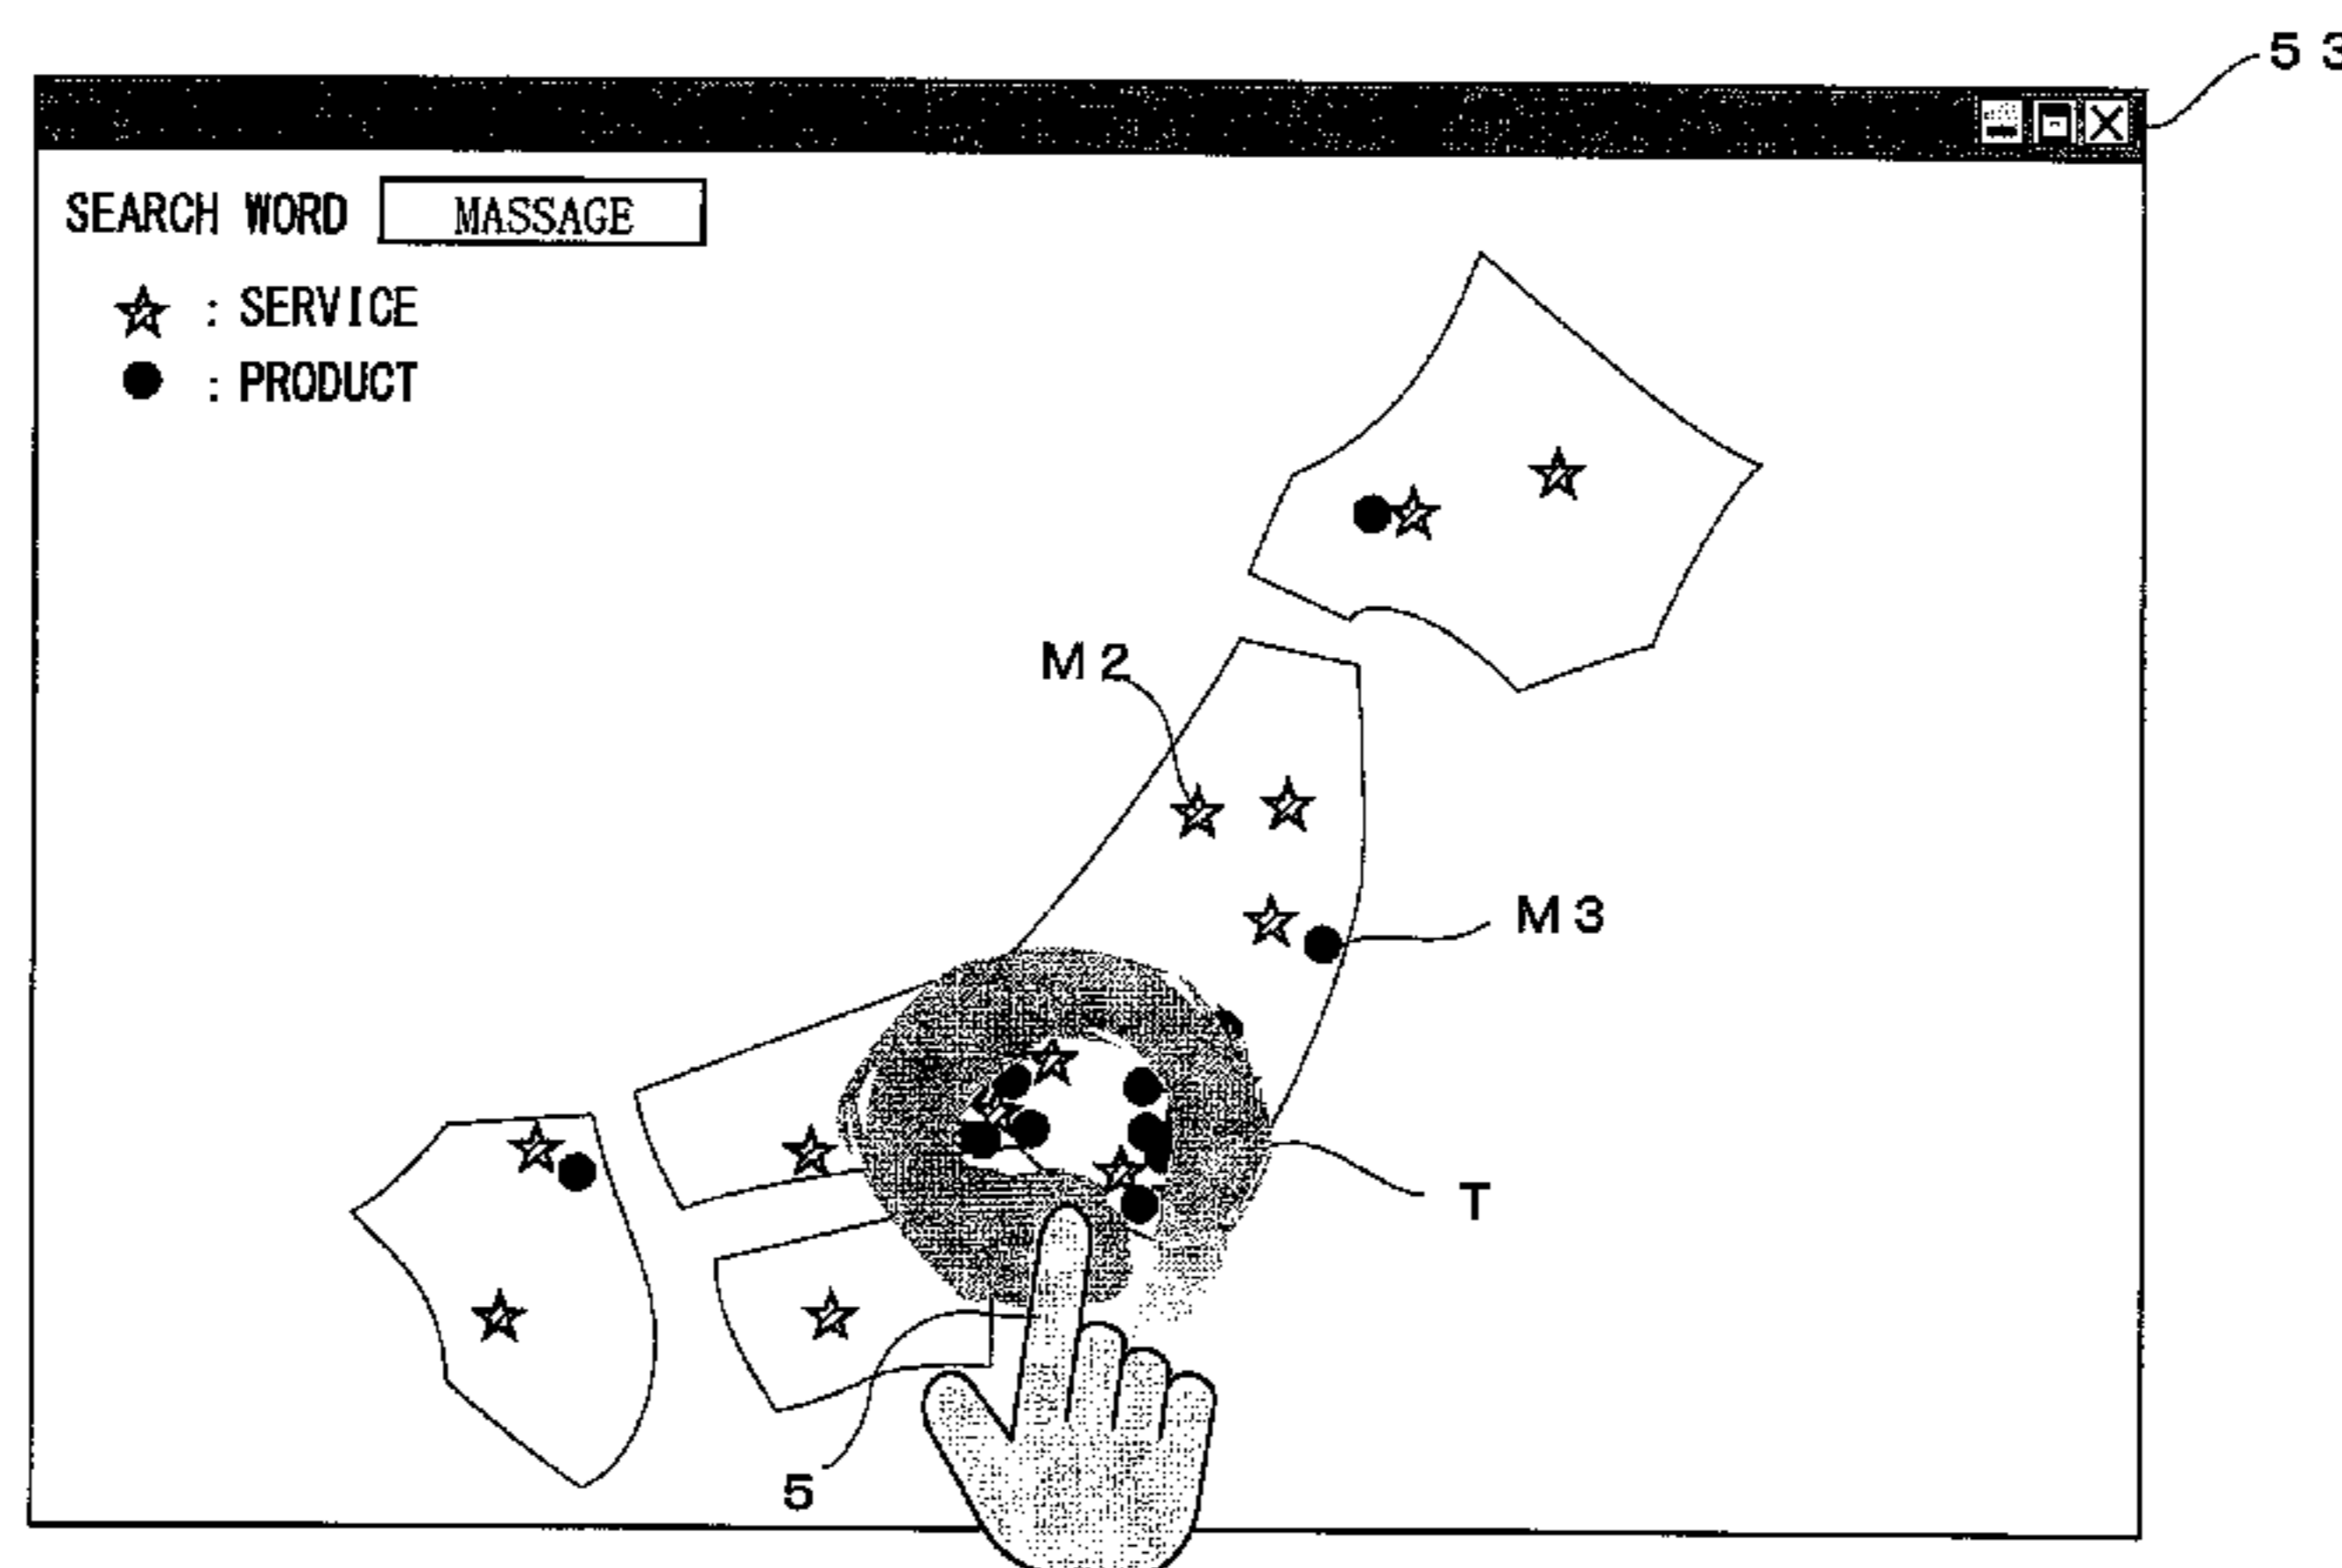 53
SEARCH WORD MASSAGE
☆ : SERVICE
● : PRODUCT
M2
M3
T
5